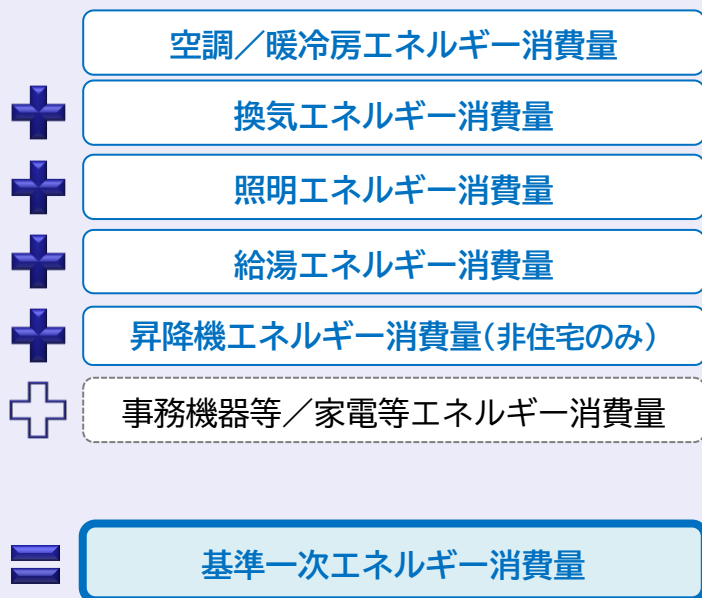 空調／暖冷房エネルギー消費量
換気エネルギー消費量
照明エネルギー消費量
給湯エネルギー消費量
昇降機エネルギー消費量(非住宅のみ)
事務機器等／家電等エネルギー消費量
基準一次エネルギー消費量